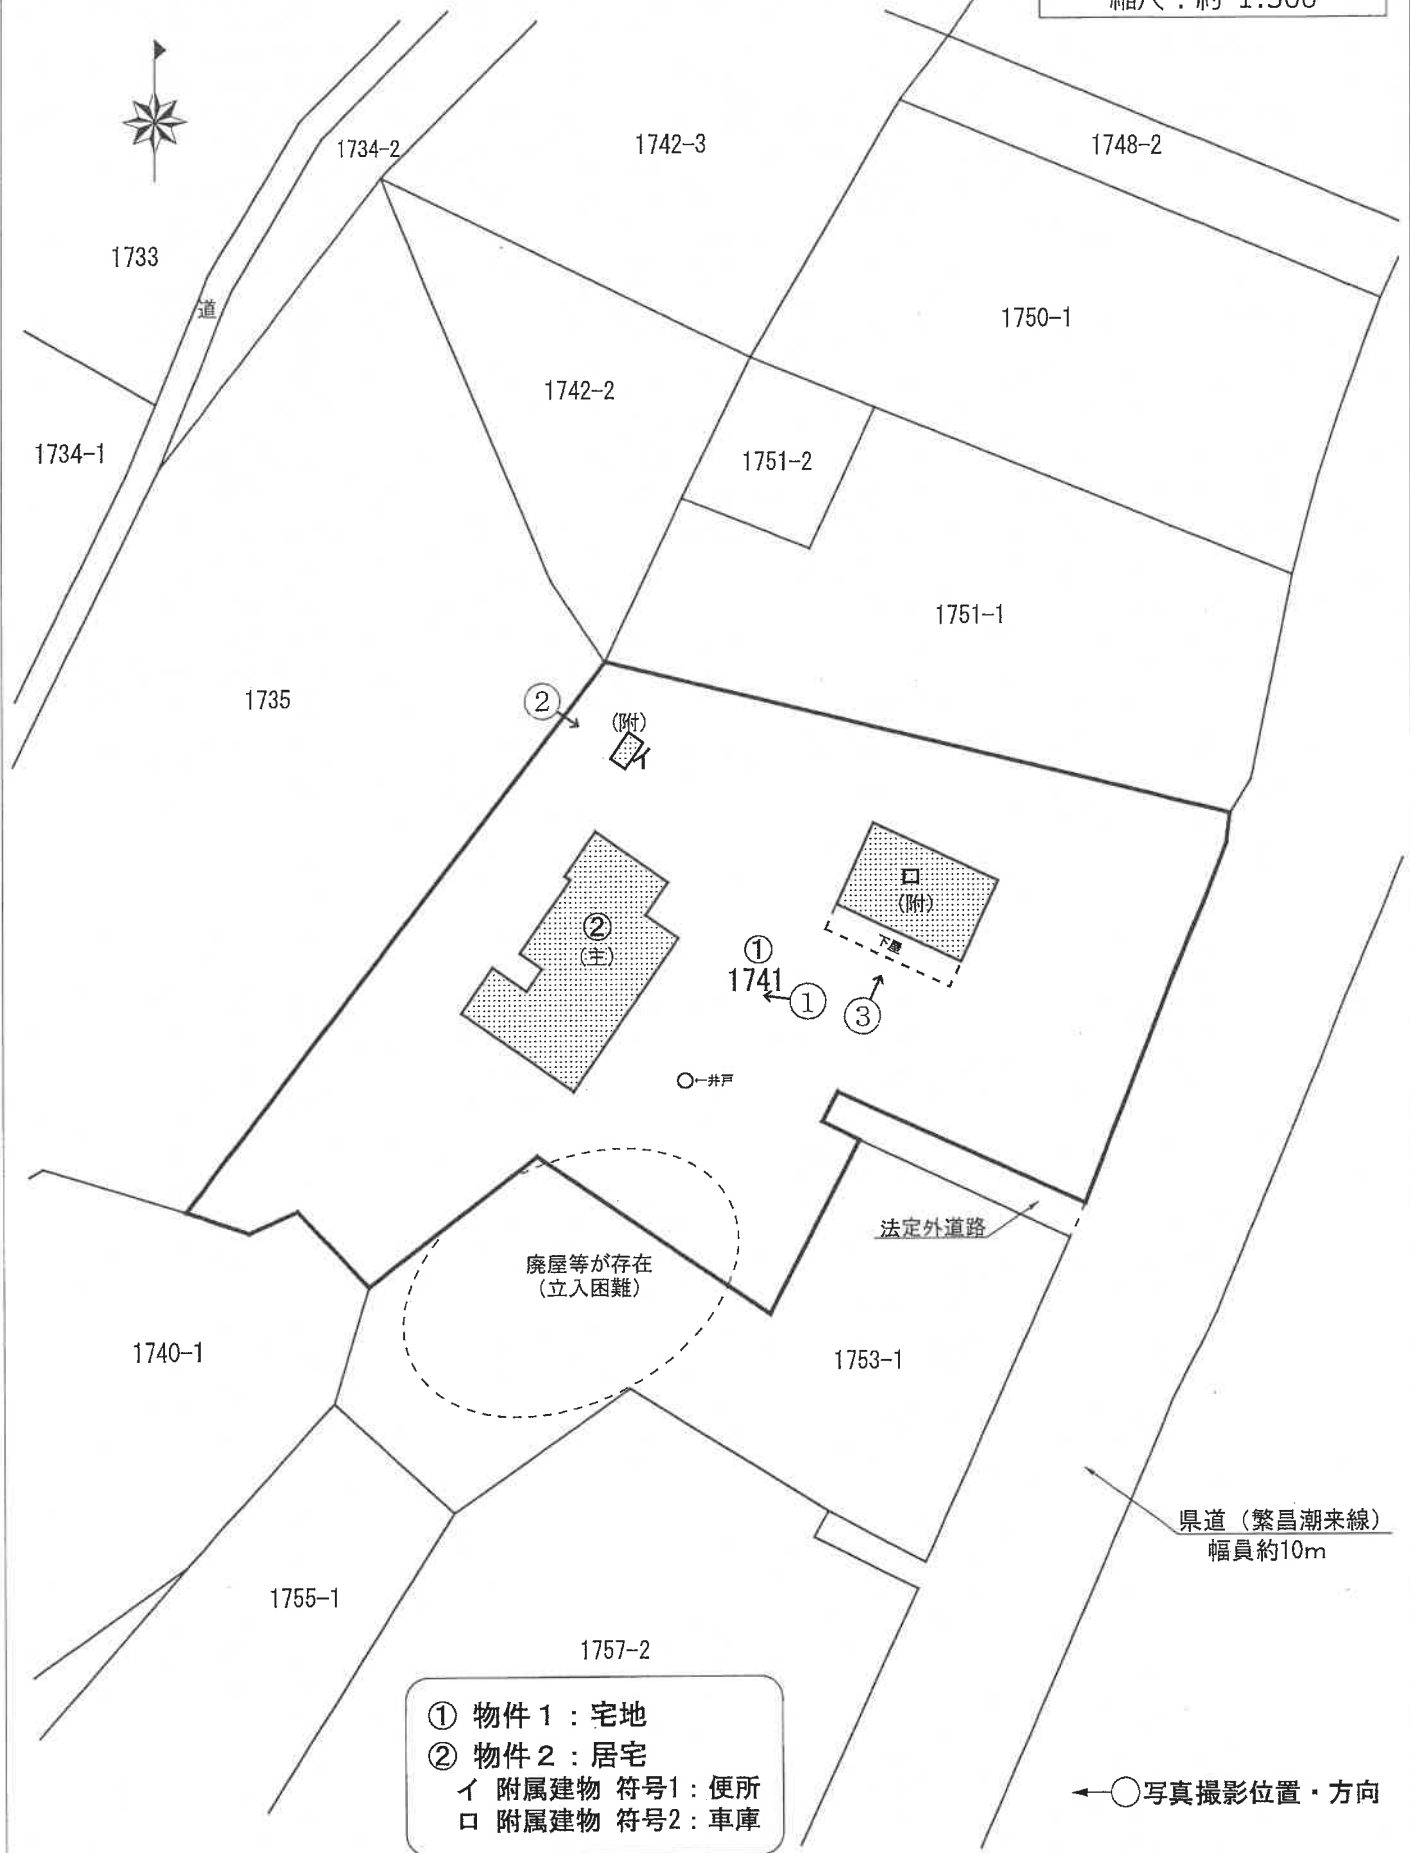 縮尺：約 1:500
1734-2
1742-3
1748-2
1733
道
1750-1
1742-2
1734-1
1751-2
1751-1
1735
②
(附)
イ
ロ
(附)
②
(主)
下屋
①
1741
①
③
←井戸
法定外道路
廃屋等が存在
(立入困難)
1740-1
1753-1
県道（繁昌潮来線）
幅員約10m
1755-1
1757-2
① 物件１：宅地
② 物件２：居宅
イ 附属建物 符号1：便所
ロ 附属建物 符号2：車庫
←○写真撮影位置・方向